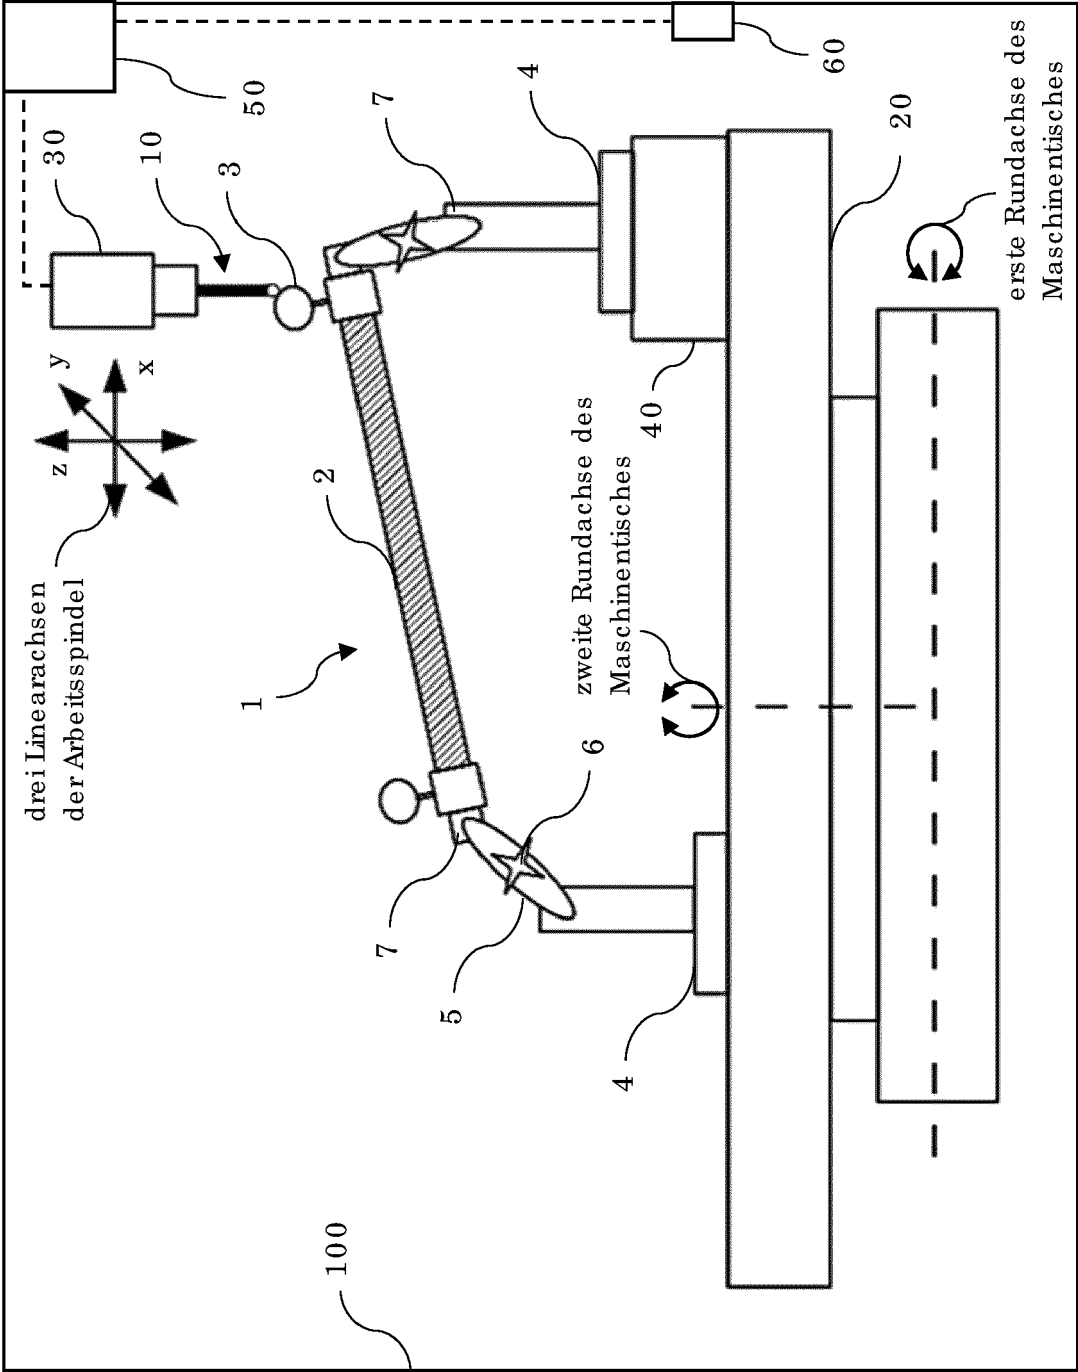 drei Linearachsen
der Arbeitsspindel
z
y
x
30
10
3
50
1
2
100
7
7
5
4
6
zweite Rundachse des
Maschinentisches
4
40
60
20
erste Rundachse des
Maschinentisches